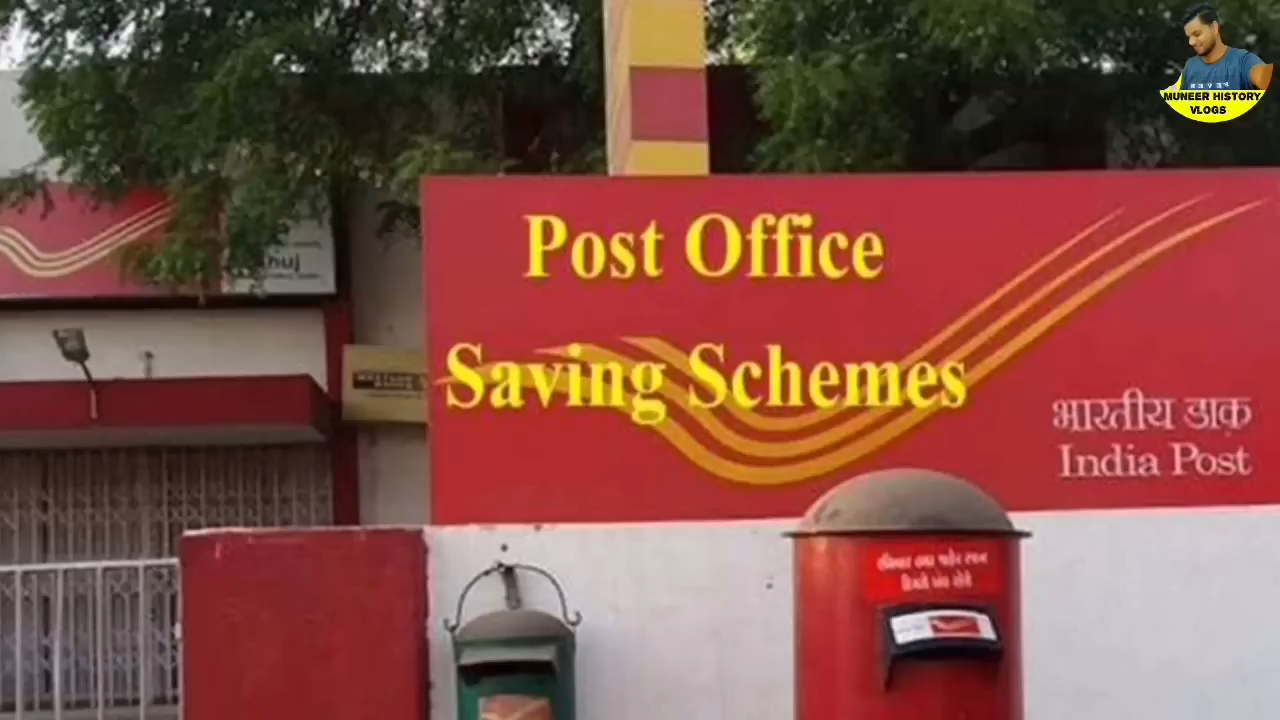 MUNEER HISTORY
VLOGS
Post Office
Saving Schemes
भारतीय डाक
India Post